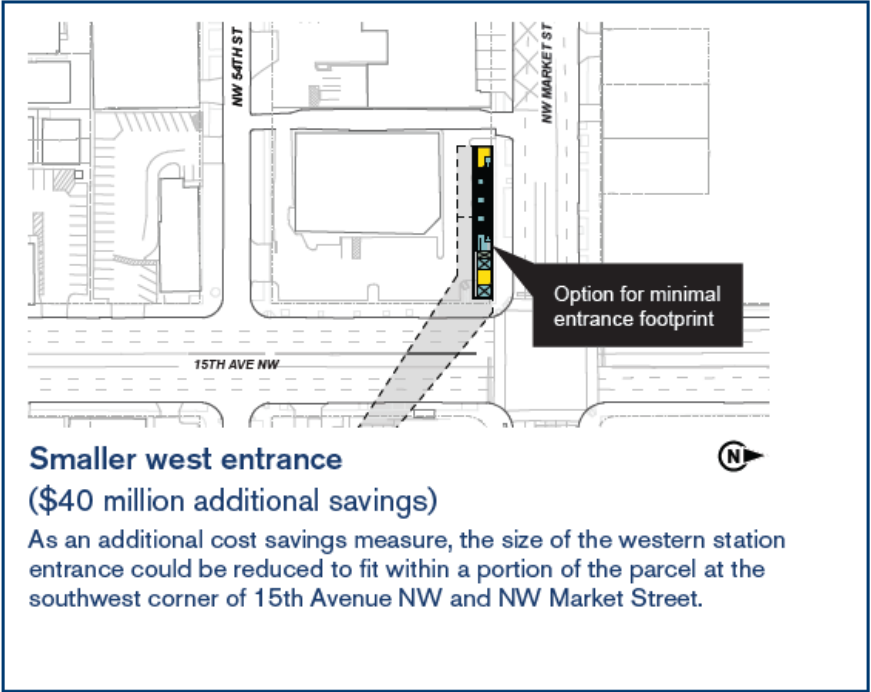 NW 54TH ST
NW MARKET ST
Option for minimal
entrance footprint
15TH AVE NW
Smaller west entrance
N
($40 million additional savings)
As an additional cost savings measure, the size of the western station
entrance could be reduced to fit within a portion of the parcel at the
southwest corner of 15th Avenue NW and NW Market Street.